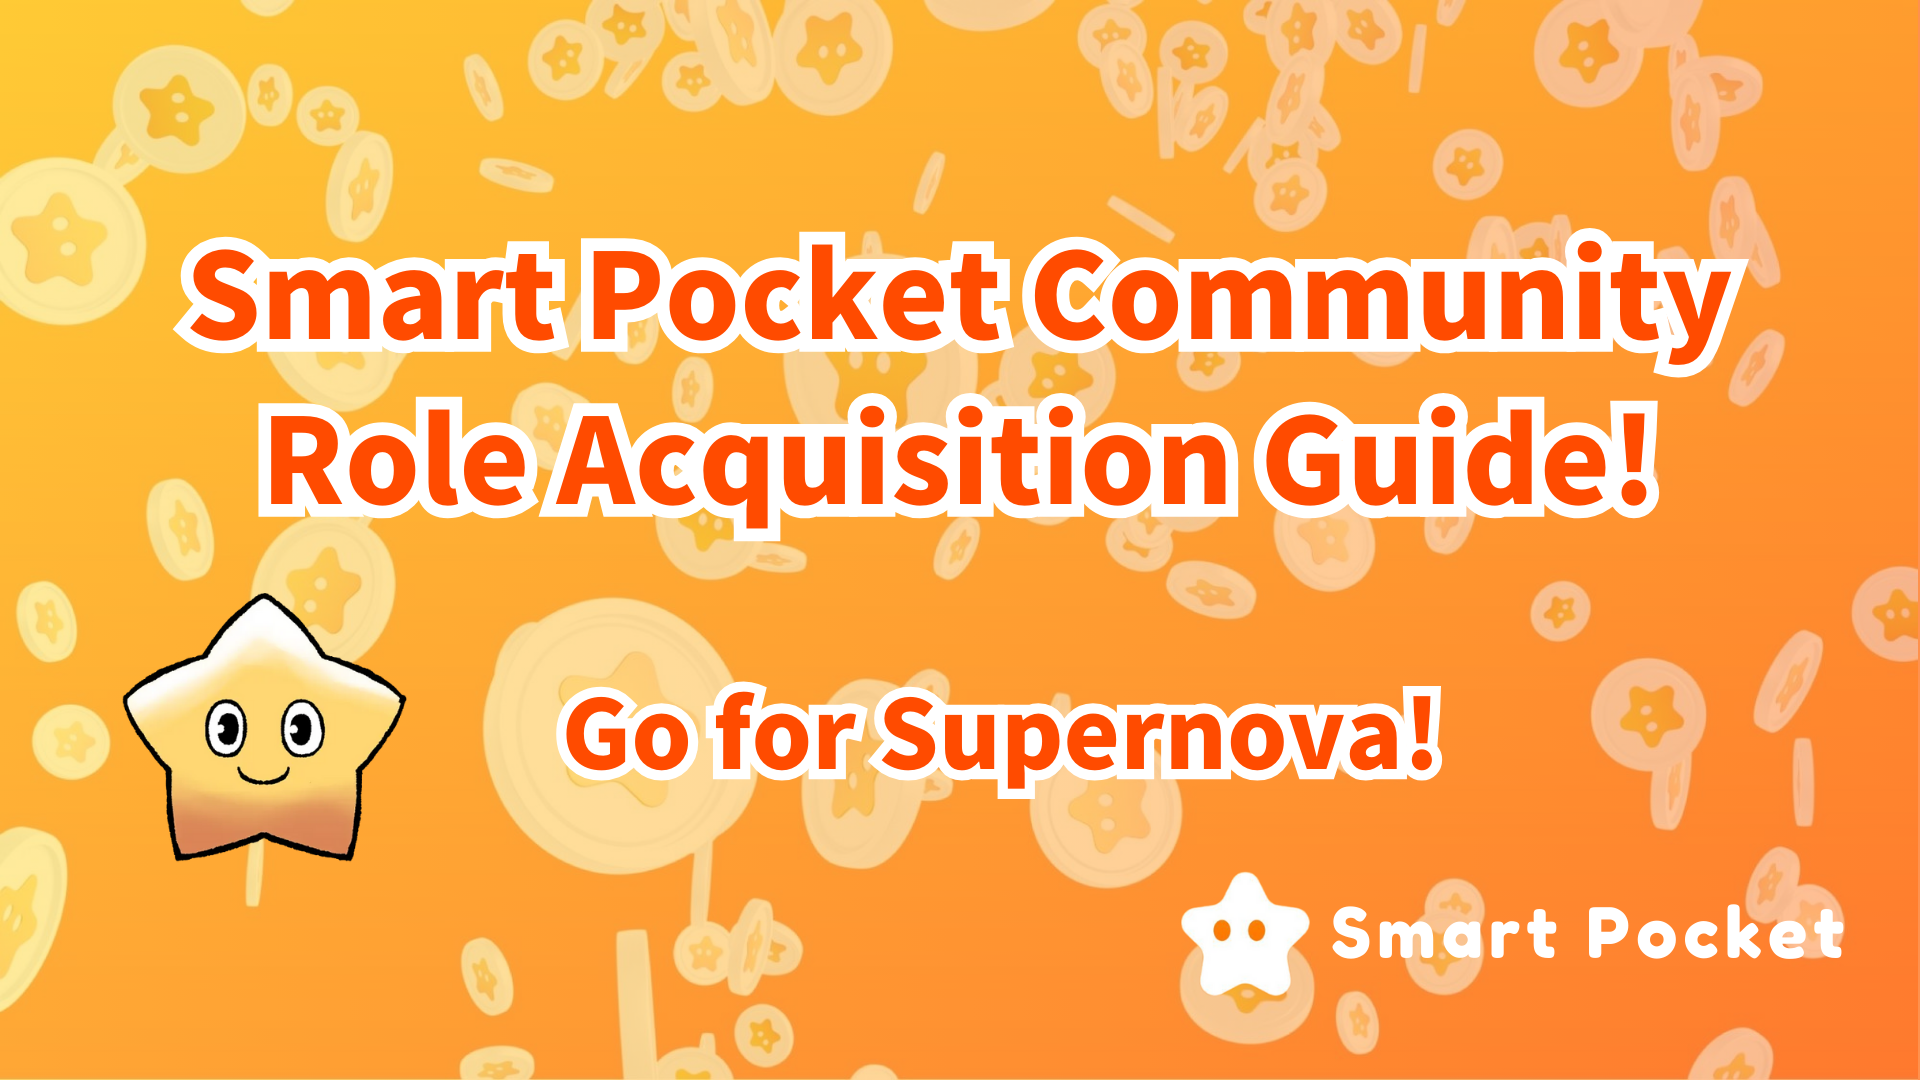 Smart Pocket Community
Role Acquisition Guide!
Go for Supernova!
Smart Pocket